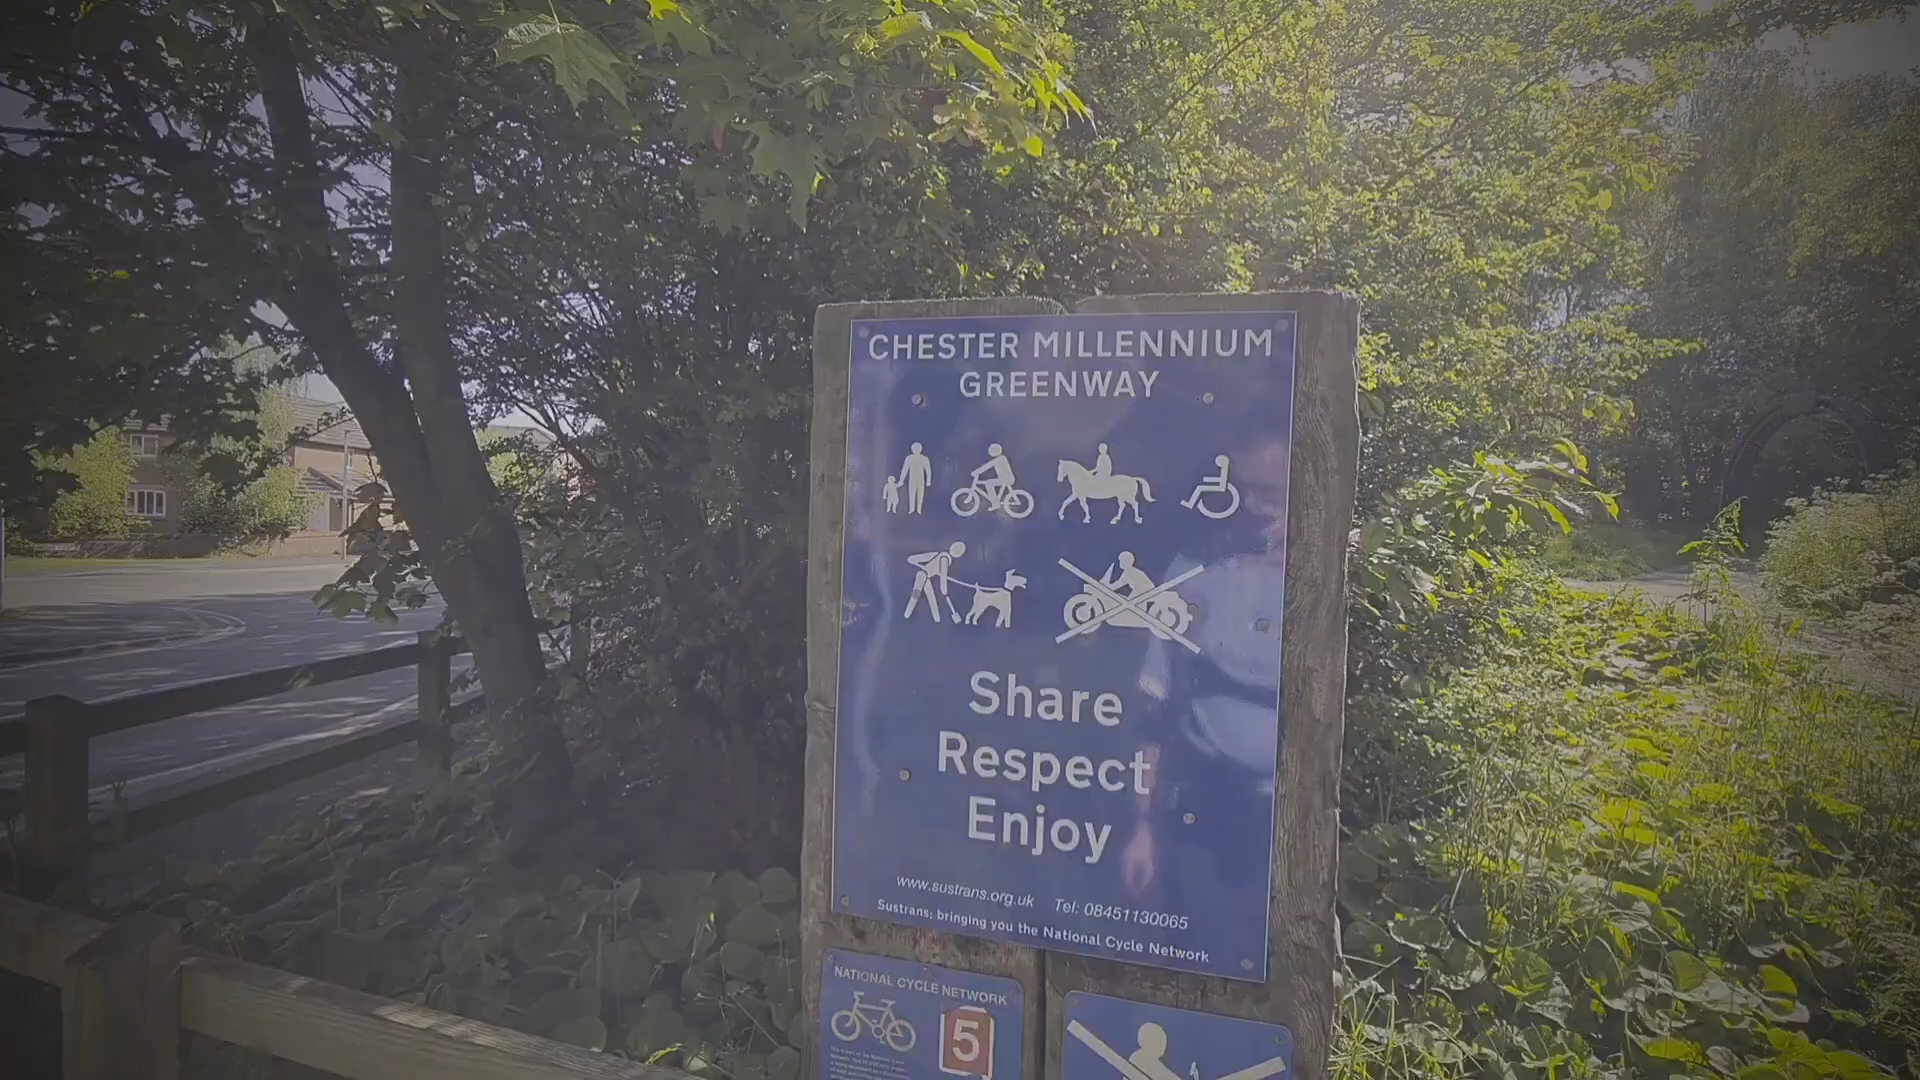 CHESTER MILLENNIUM
GREENWAY
Share
Respect
Enjoy
www.sustrans.org.uk Tel: 08451130065
Sustrans: bringing you the National Cycle Network
NATIONAL CYCLE NETWORK
5